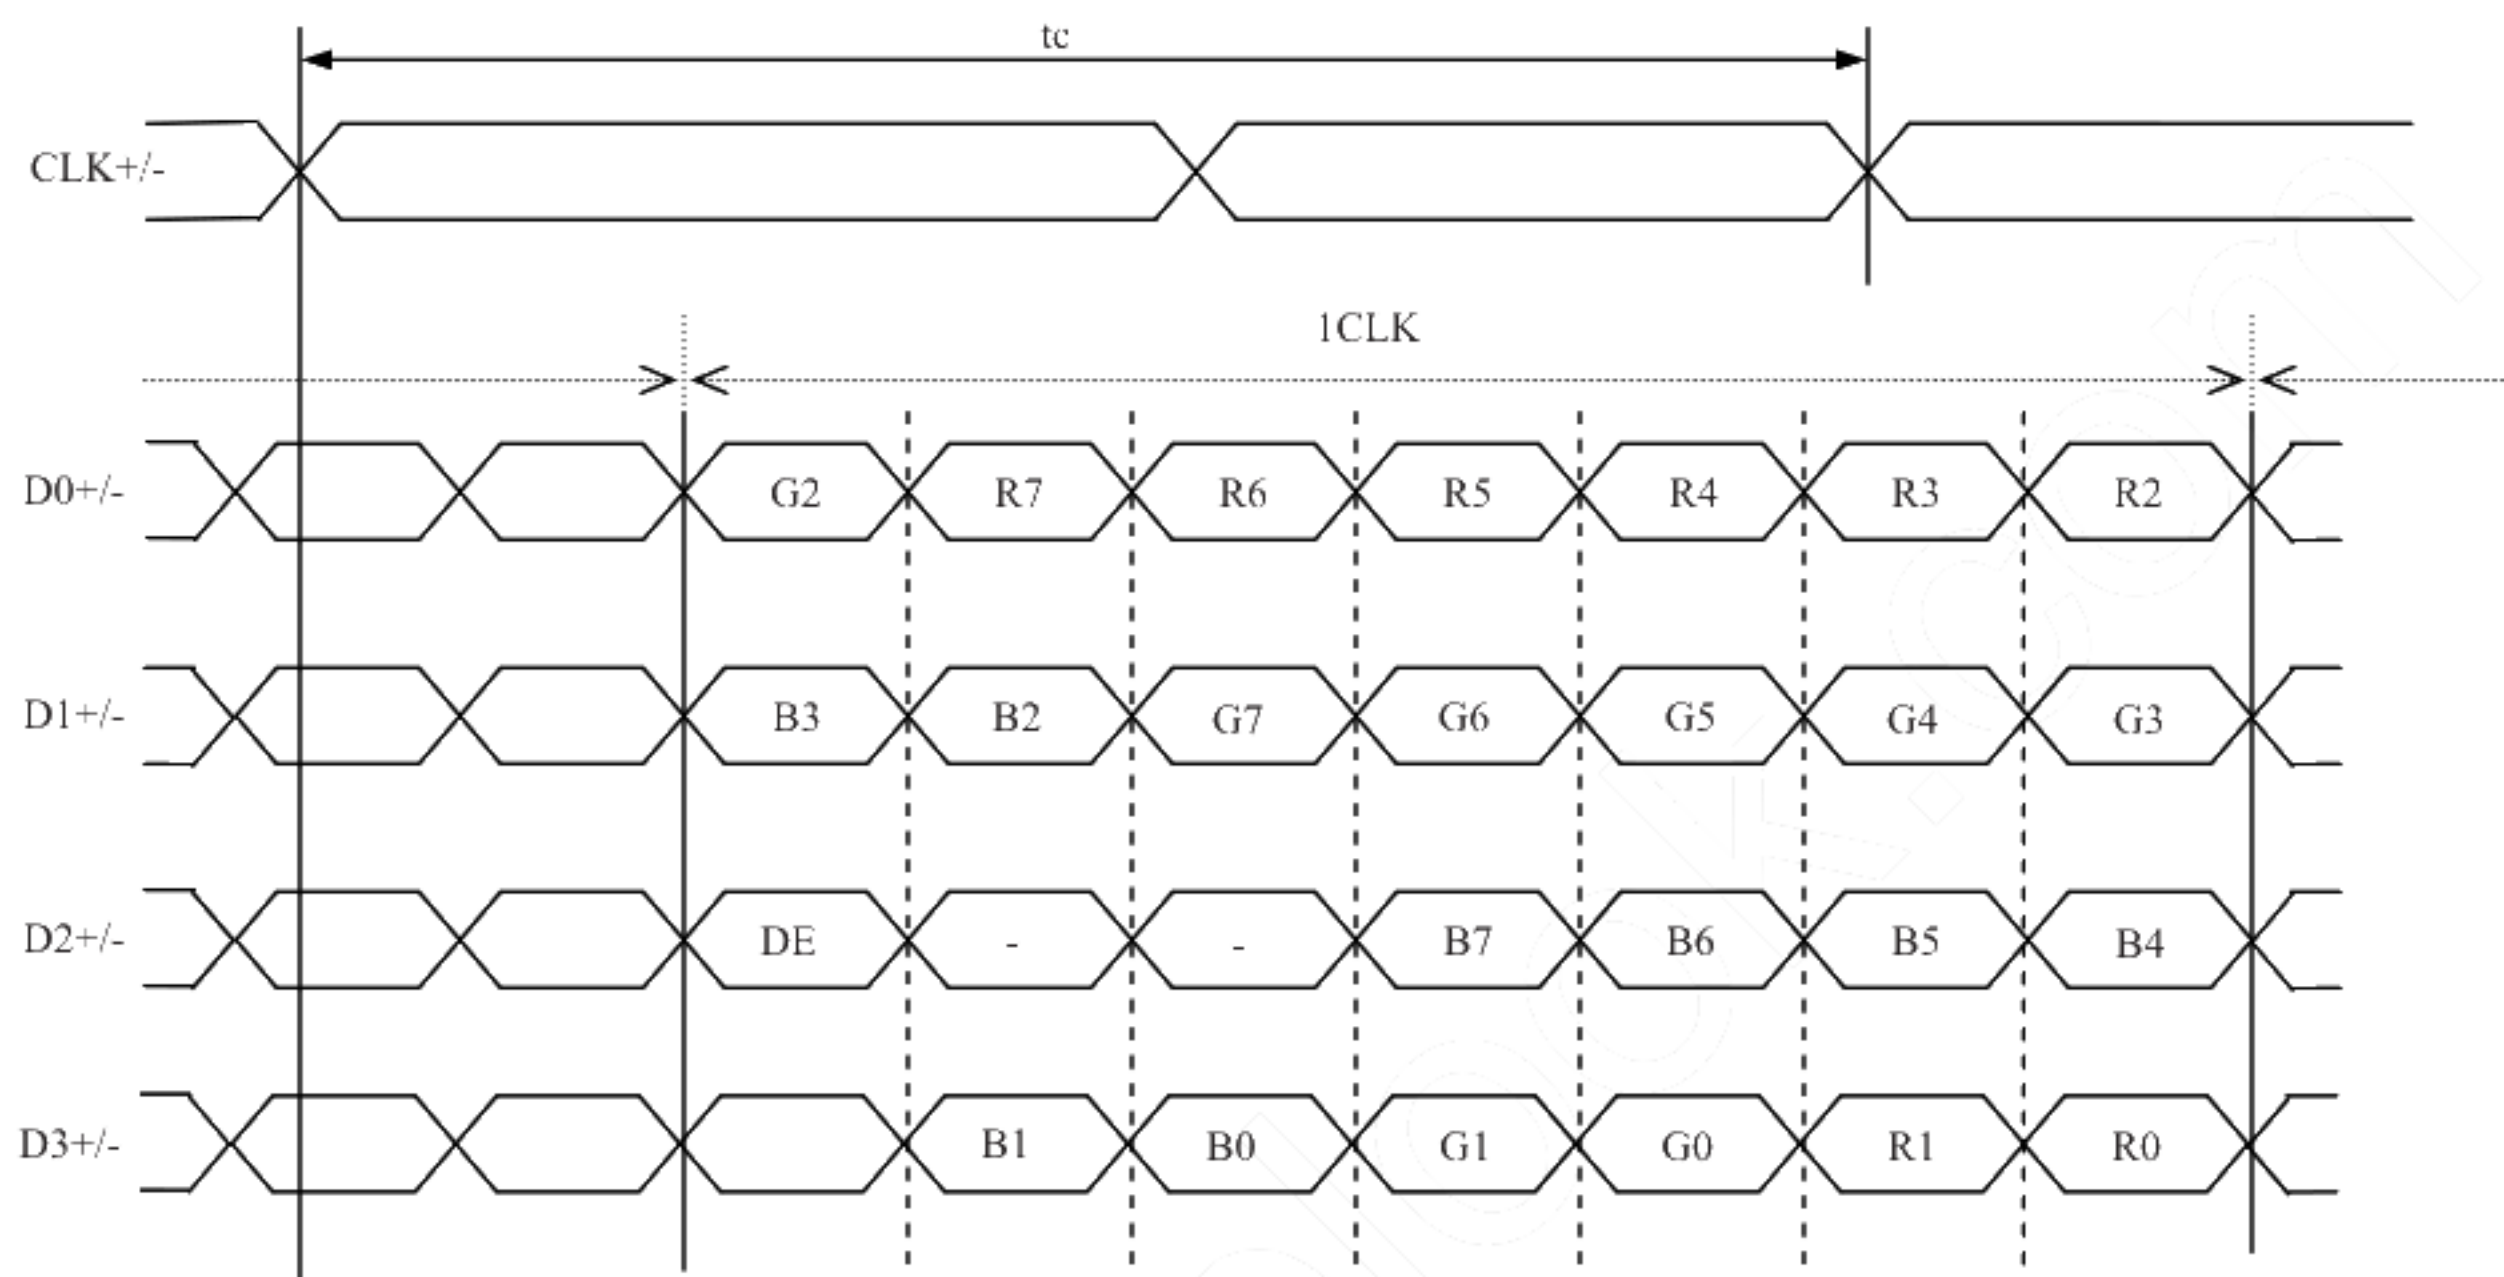 tc
CLK+/-
1CLK
D0+/- G2 R7 R6 R5 R4 R3 R2
D1+/- B3 B2 G7 G6 G5 G4 G3
D2+/- DE - - B7 B6 B5 B4
D3+/- B1 B0 G1 G0 R1 R0